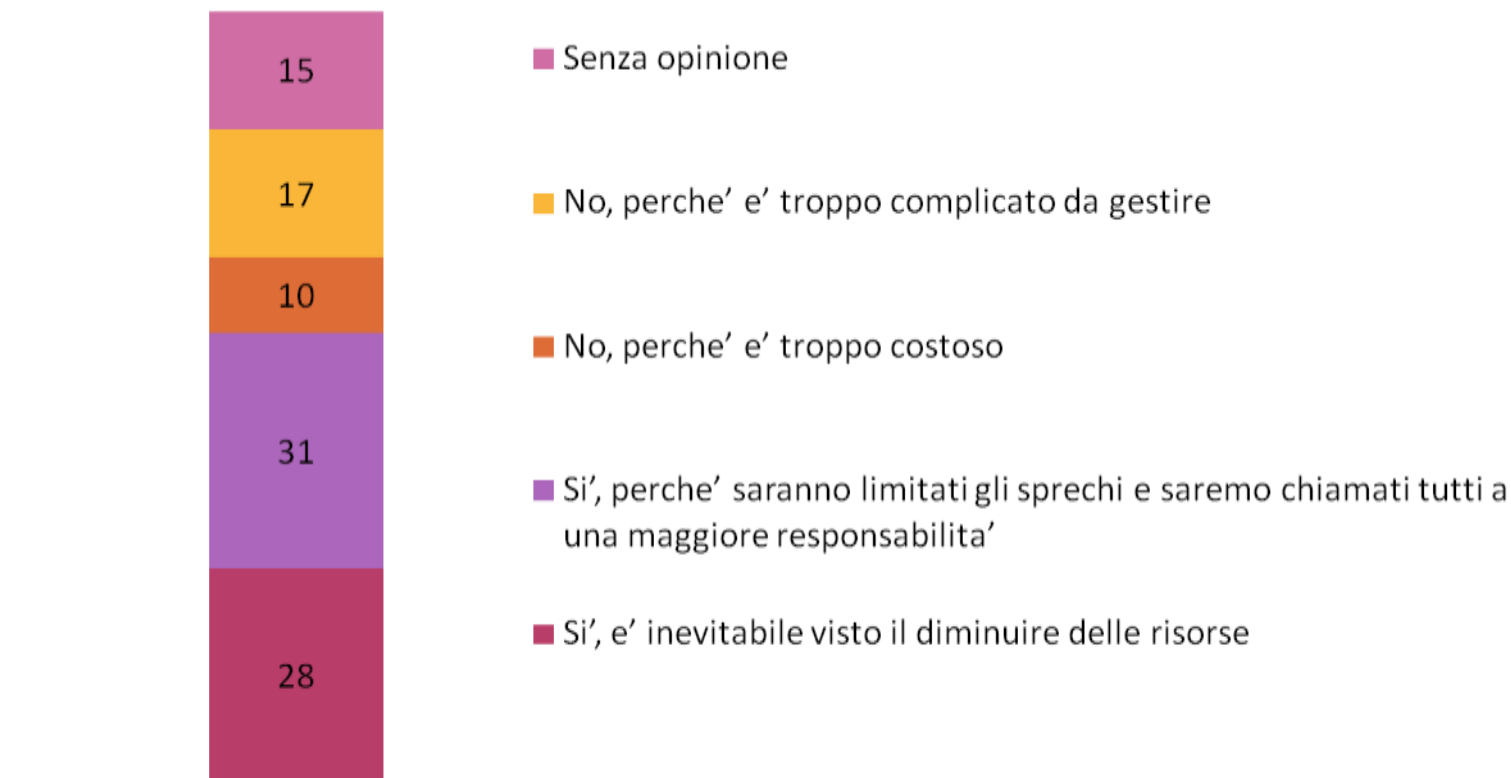 15
Senza opinione
17
No, perche’ e’ troppo complicato da gestire
10
No, perche’ e’ troppo costoso
31
Si’, perche’ saranno limitati gli sprechi e saremo chiamati tutti a
una maggiore responsabilita’
28
Si’, e’ inevitabile visto il diminuire delle risorse